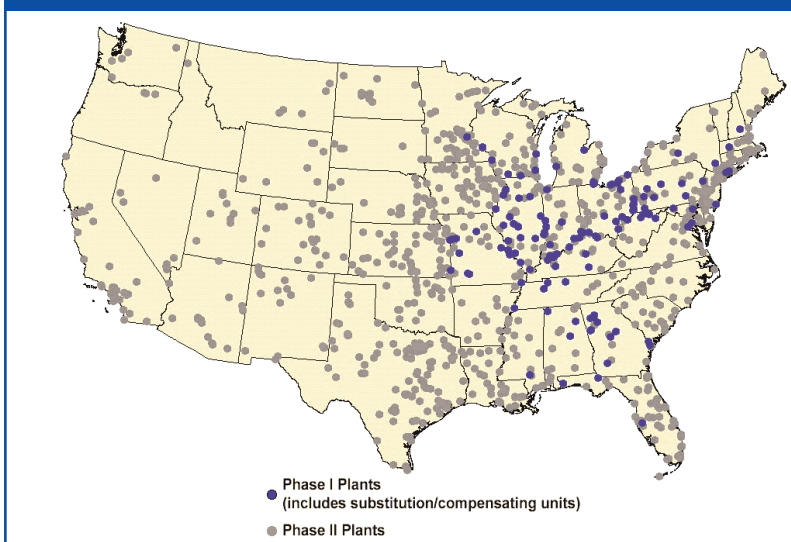 Phase I Plants
(includes substitution/compensating units)
Phase II Plants